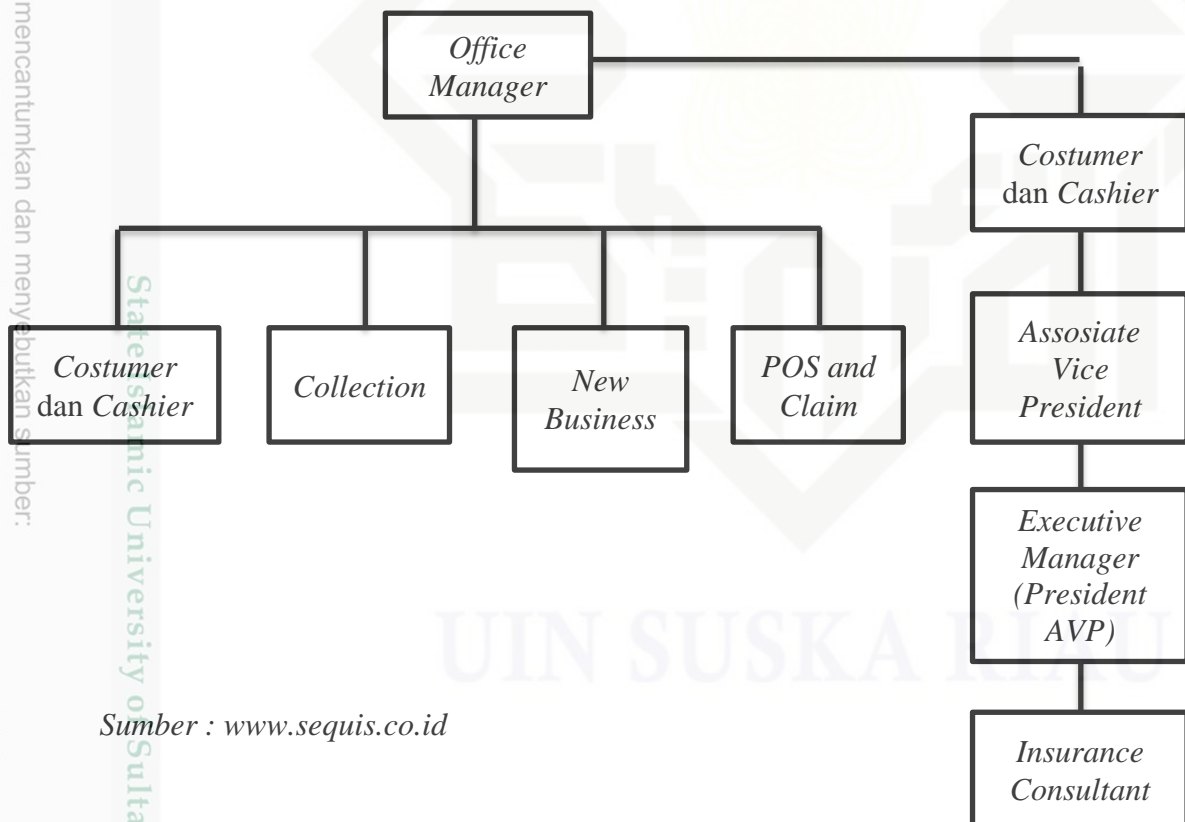 Office
Manager
Costumer
dan Cashier
Costumer
dan Cashier
Collection
New
Business
POS and
Claim
Assosiate
Vice
President
Executive
Manager
(President
AVP)
Insurance
Consultant
Sumber : www.sequis.co.id
UIN SUSKA RIAU
mencantumkan dan menyebutkan sumber:
State Islamic University of Sulta